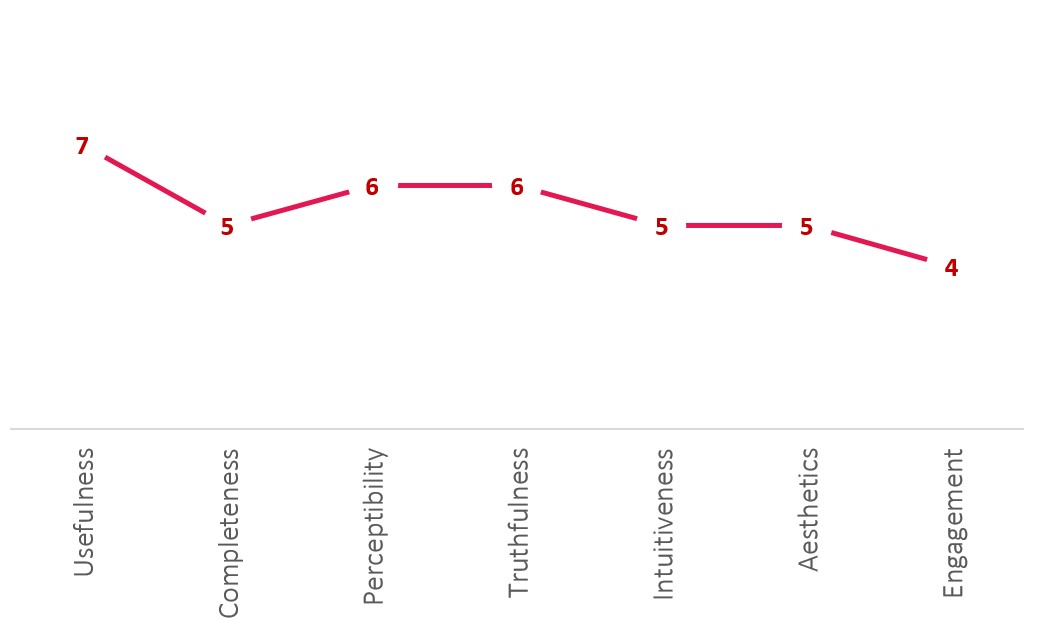 7
5
6
6
5
5
4
Usefulness
Completeness
Perceptibility
Truthfulness
Intuitiveness
Aesthetics
Engagement